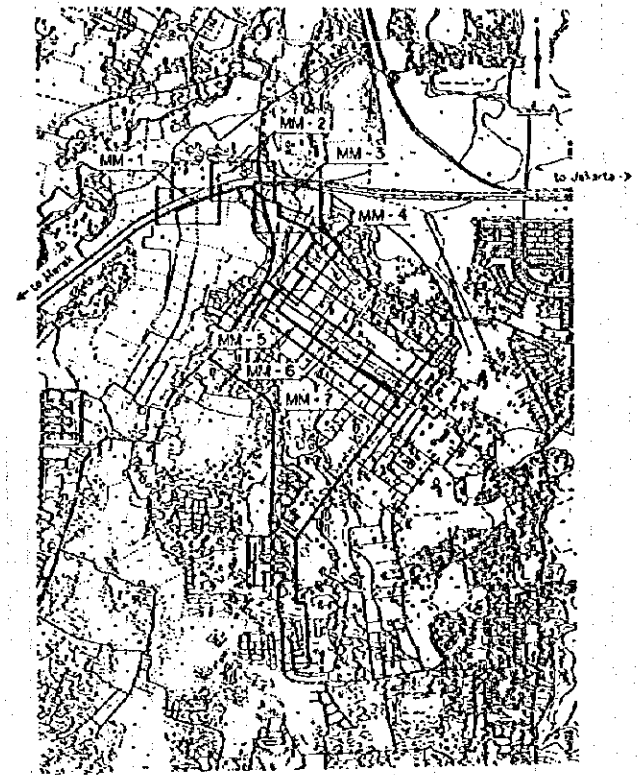 MM - 2
MM - 1
MM - 3
to Jakarta →
MM - 4
← to Merak
MM - 5
MM - 6
MM - 7